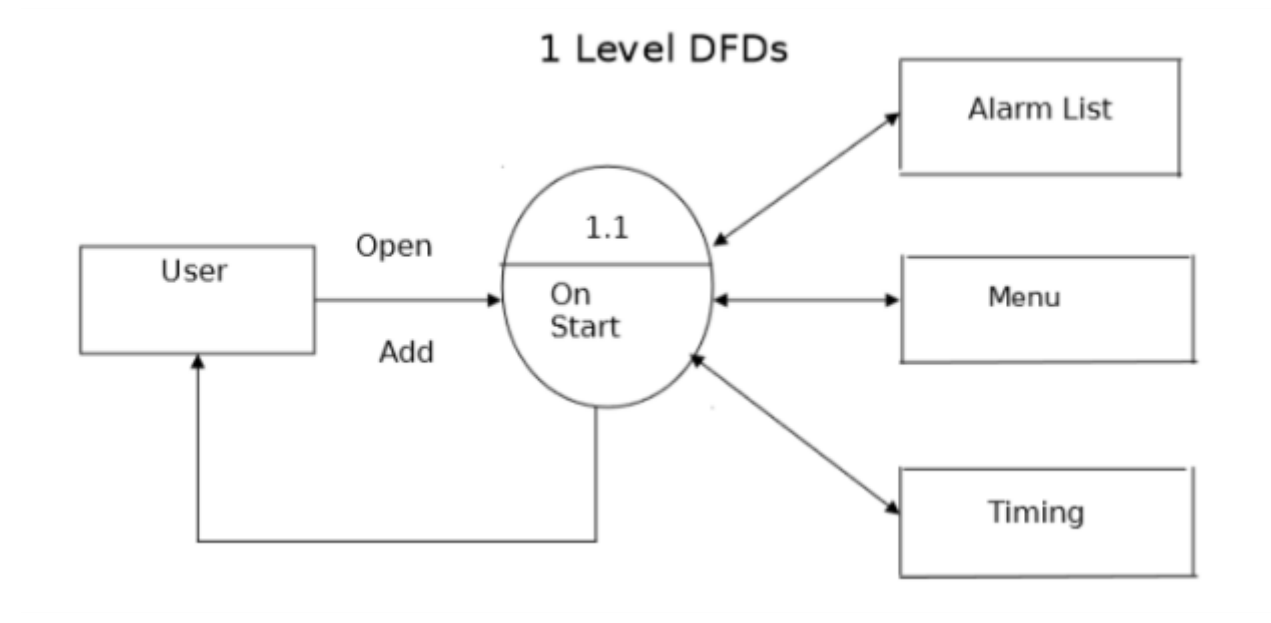 1 Level DFDs
Alarm List
1.1
Open
User
On
Start
Menu
Add
Timing